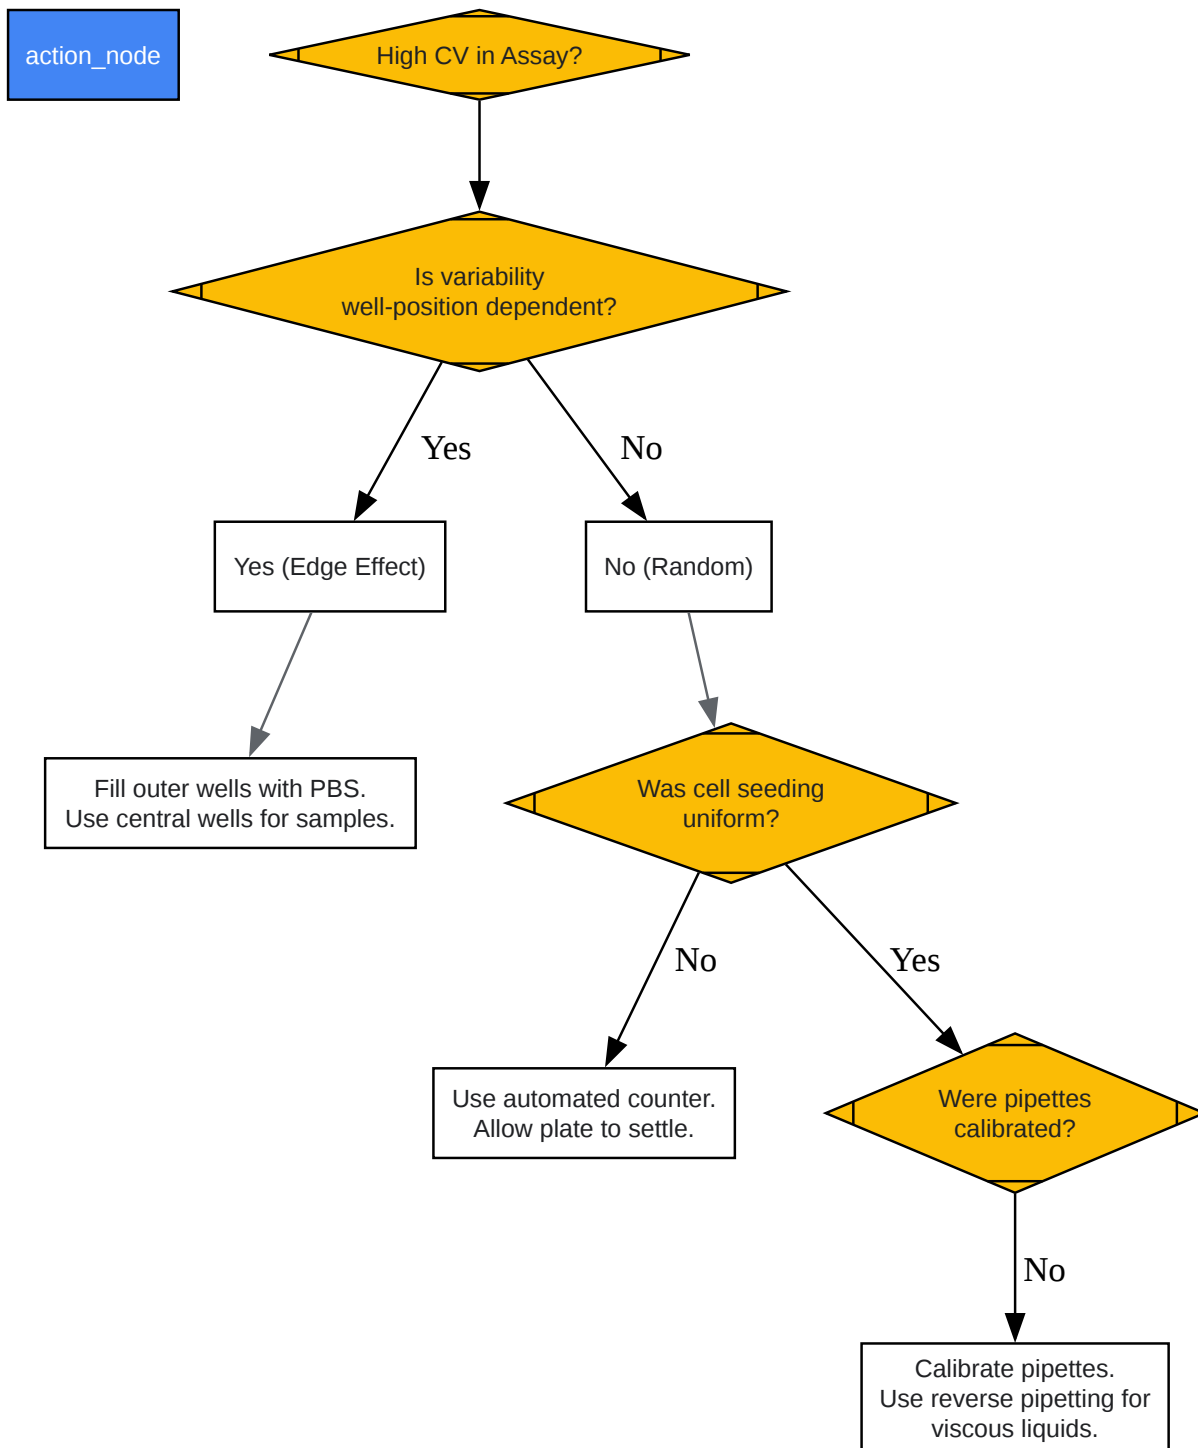 action_node
High CV in Assay?
Is variability
well-position dependent?
Yes
No
Yes (Edge Effect)
No (Random)
Fill outer wells with PBS.
Use central wells for samples.
Was cell seeding
uniform?
No
Yes
Use automated counter.
Allow plate to settle.
Were pipettes
calibrated?
No
Calibrate pipettes.
Use reverse pipetting for
viscous liquids.